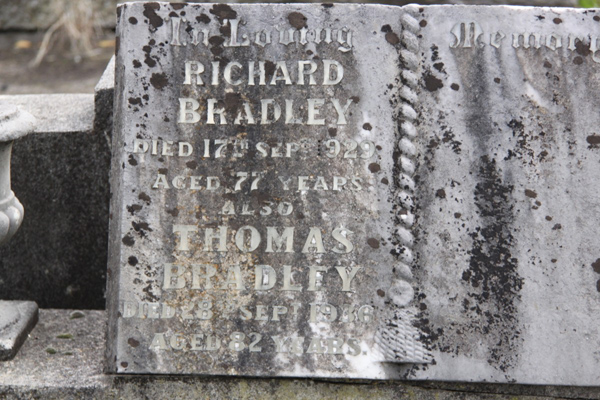 In Loving Memory
RICHARD
BRADLEY
DIED 17TH SEPT 1929
AGED 77 YEARS
ALSO
THOMAS
BRADLEY
DIED SEPT
AGED 82 YEARS